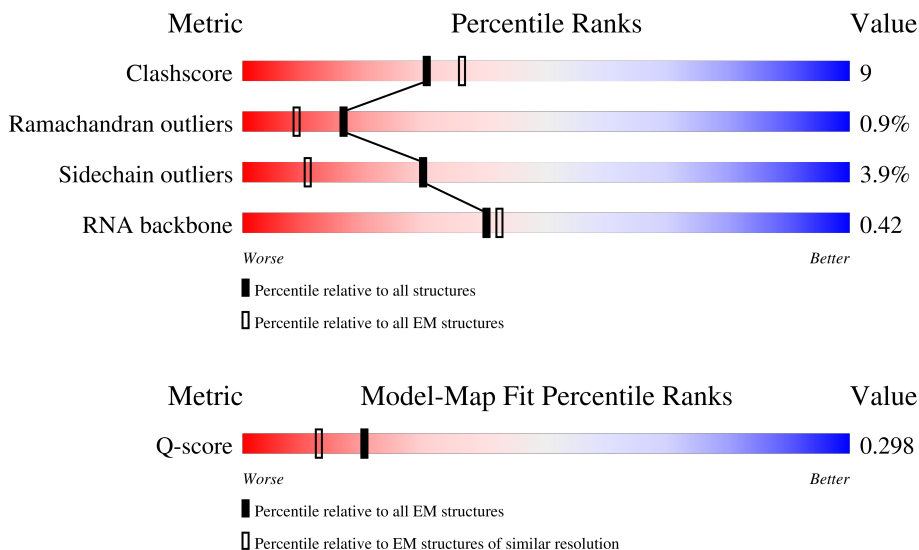 Metric Percentile Ranks Value
Clashscore 9
Ramachandran outliers 0.9%
Sidechain outliers 3.9%
RNA backbone 0.42
Worse Better
Percentile relative to all structures
Percentile relative to all EM structures
Metric Model-Map Fit Percentile Ranks Value
Q-score 0.298
Worse Better
Percentile relative to all EM structures
Percentile relative to EM structures of similar resolution